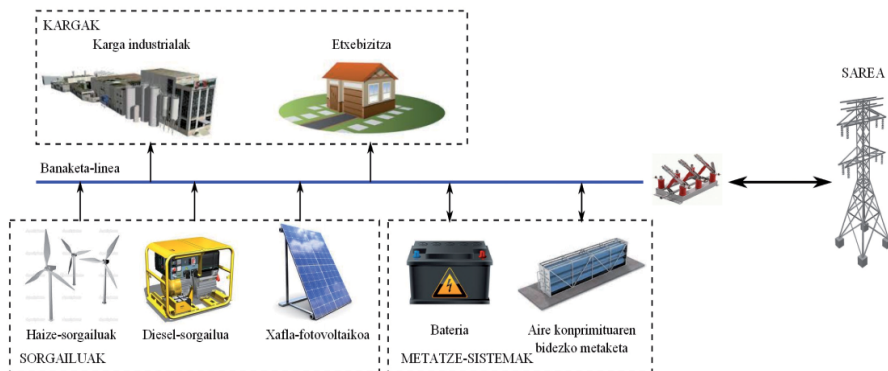 KARGAK
Karga industrialak
Etxebizitza
SAREA
Banaketa-linea
Haize-sorgailuak
Diesel-sorgailua
Xafla-fotovoltaikoa
Bateria
Aire konprimituaren
bidezko metaketa
SORGAILUAK
METATZE-SISTEMAK